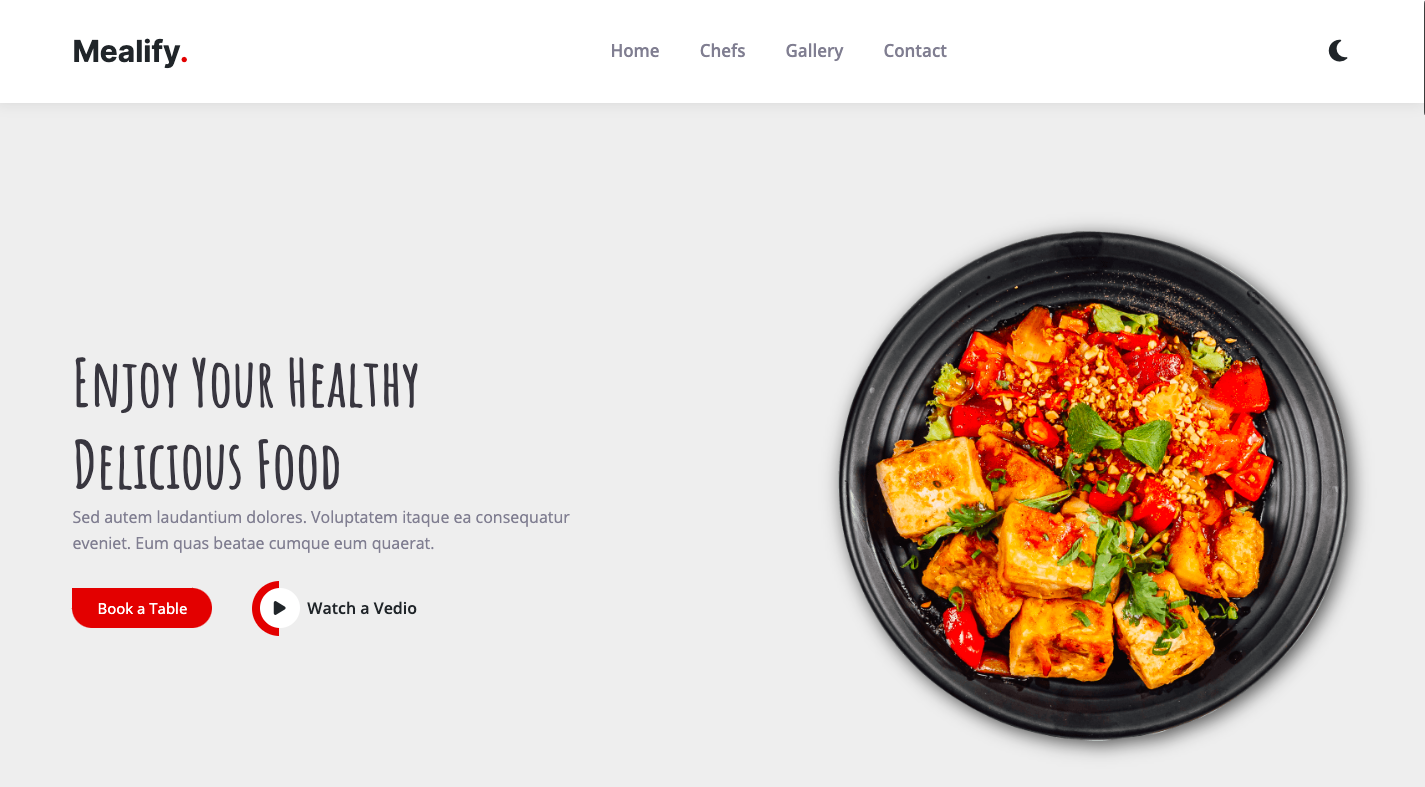 Mealify.
Home
Chefs
Gallery
Contact
Enjoy Your Healthy
Delicious Food
Sed autem laudantium dolores. Voluptatem itaque ea consequatur
eveniet. Eum quas beatae cumque eum quaerat.
Book a Table
Watch a Vedio